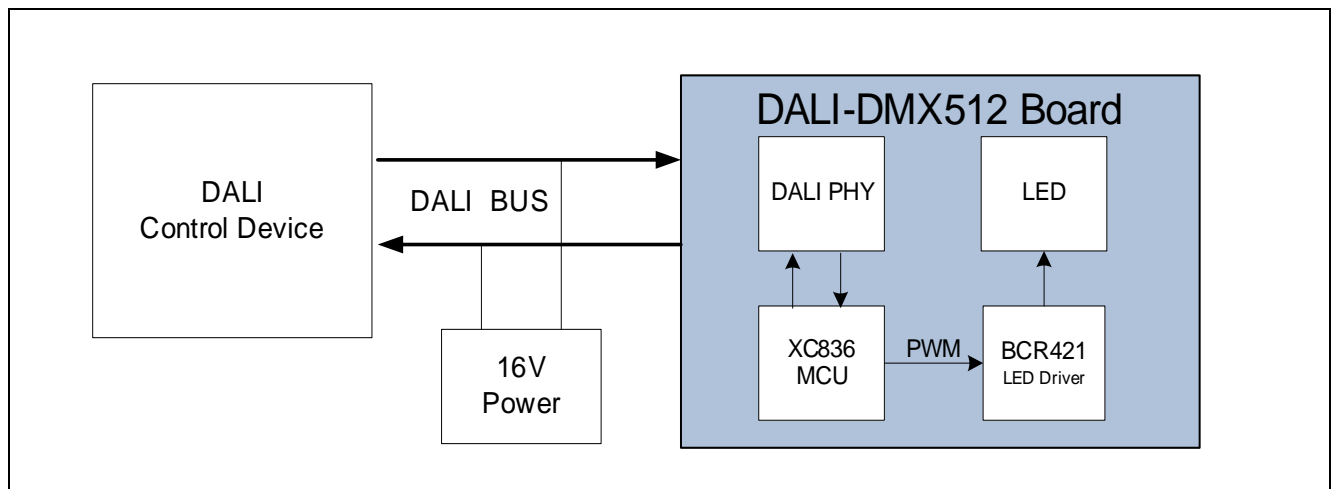 DALI
Control Device
DALI BUS
16V
Power
DALI-DMX512 Board
DALI PHY
LED
XC836
MCU
PWM
BCR421
LED Driver